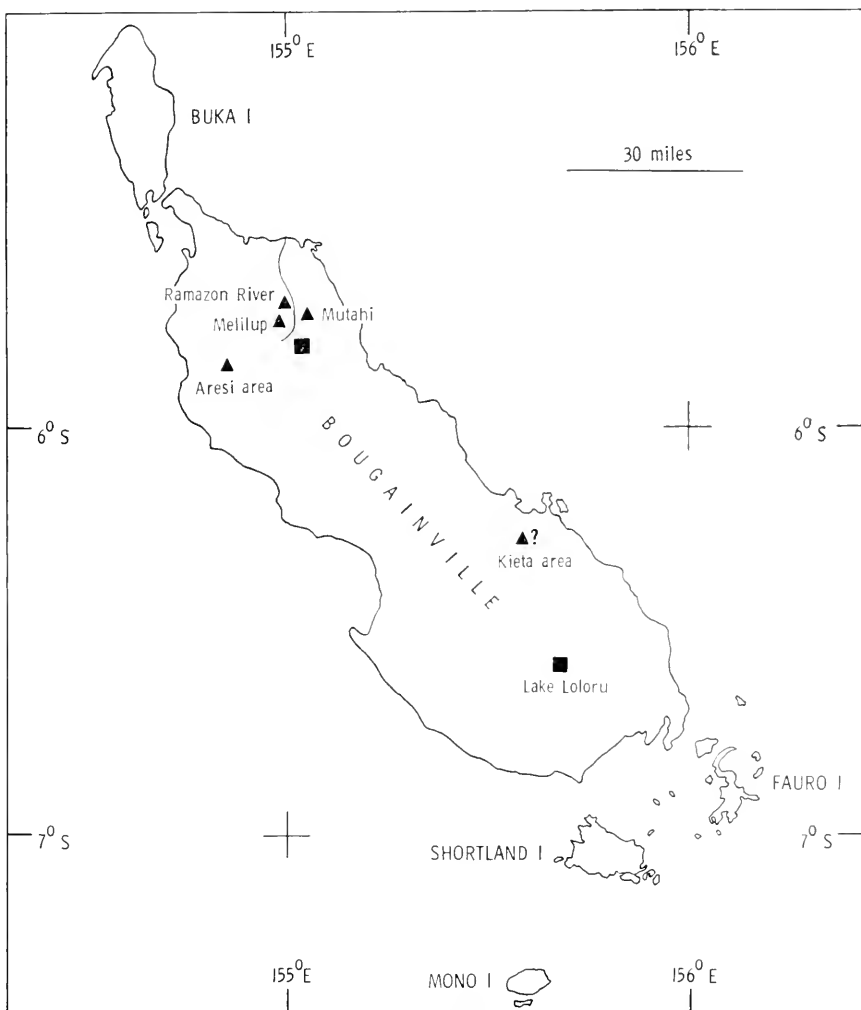 155° E
156° E
BUKA I
30 miles
Ramazon River
Mutahi
Melilup
Aresi area
6° S
6° S
BOUGAINVILLE
?
Kieta area
Lake Loloru
FAURO I
7° S
7° S
SHORTLAND I
155° E
156° E
MONO I